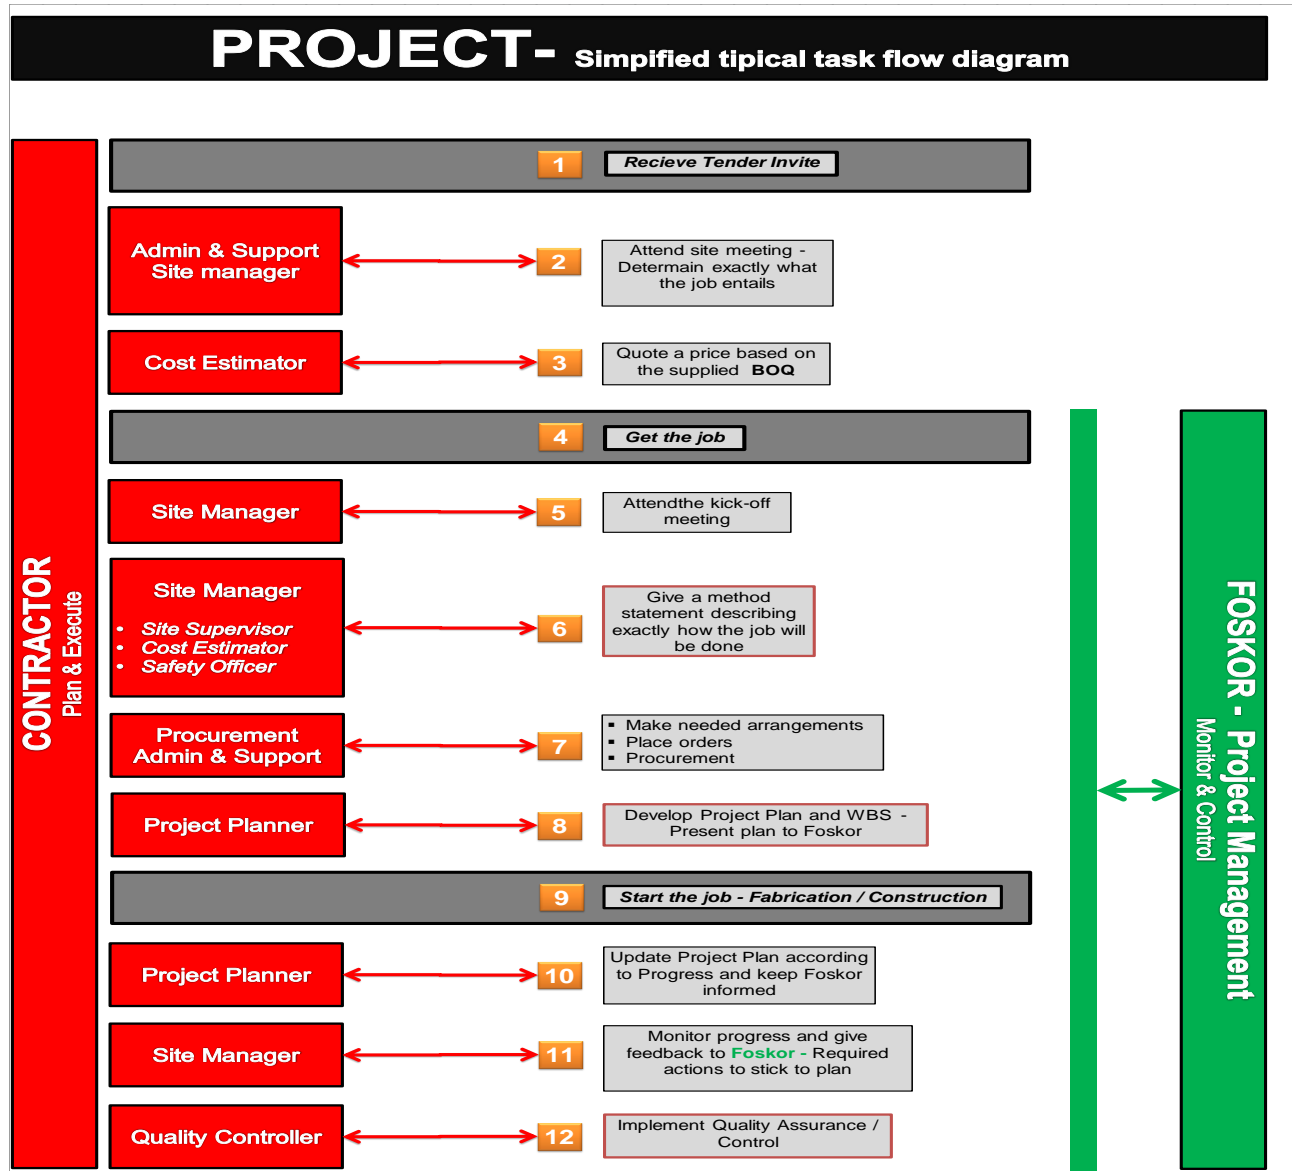 PROJECT- Simpified tipical task flow diagram
CONTRACTOR
Plan & Execute
1
Recieve Tender Invite
Admin & Support
Site manager
2
Attend site meeting -
Determain exactly what
the job entails
Cost Estimator
3
Quote a price based on
the supplied BOQ
4
Get the job
Site Manager
5
Attendthe kick-off
meeting
Site Manager
• Site Supervisor
• Cost Estimator
• Safety Officer
6
Give a method
statement describing
exactly how the job will
be done
Procurement
Admin & Support
7
▪ Make needed arrangements
▪ Place orders
▪ Procurement
Project Planner
8
Develop Project Plan and WBS -
Present plan to Foskor
9
Start the job - Fabrication / Construction
Project Planner
10
Update Project Plan according
to Progress and keep Foskor
informed
Site Manager
11
Monitor progress and give
feedback to Foskor - Required
actions to stick to plan
Quality Controller
12
Implement Quality Assurance /
Control
FOSKOR - Project Management
Monitor & Control